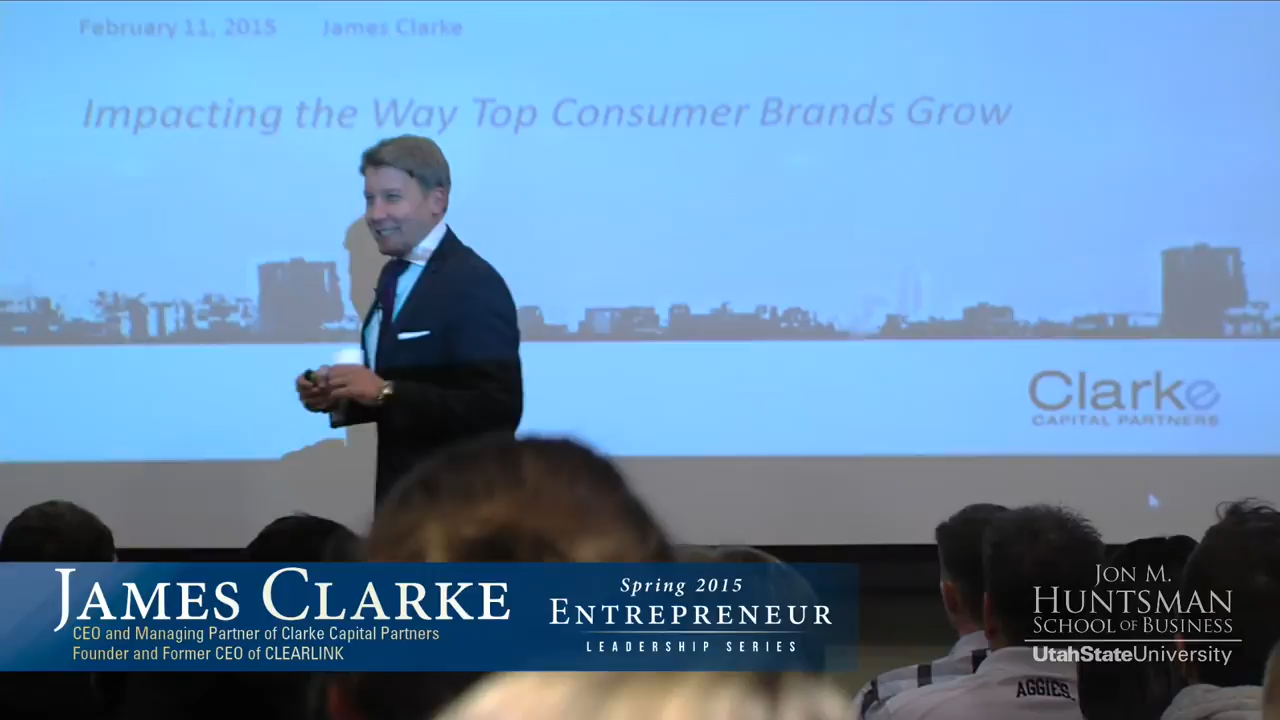 February 11, 2015 James Clarke
Impacting the Way Top Consumer Brands Grow
Clarke
CAPITAL PARTNERS
JAMES CLARKE
CEO and Managing Partner of Clarke Capital Partners
Founder and Former CEO of CLEARLINK
Spring 2015
ENTREPRENEUR
LEADERSHIP SERIES
JON M.
HUNTSMAN
SCHOOL OF BUSINESS
UtahStateUniversity
AGGIES